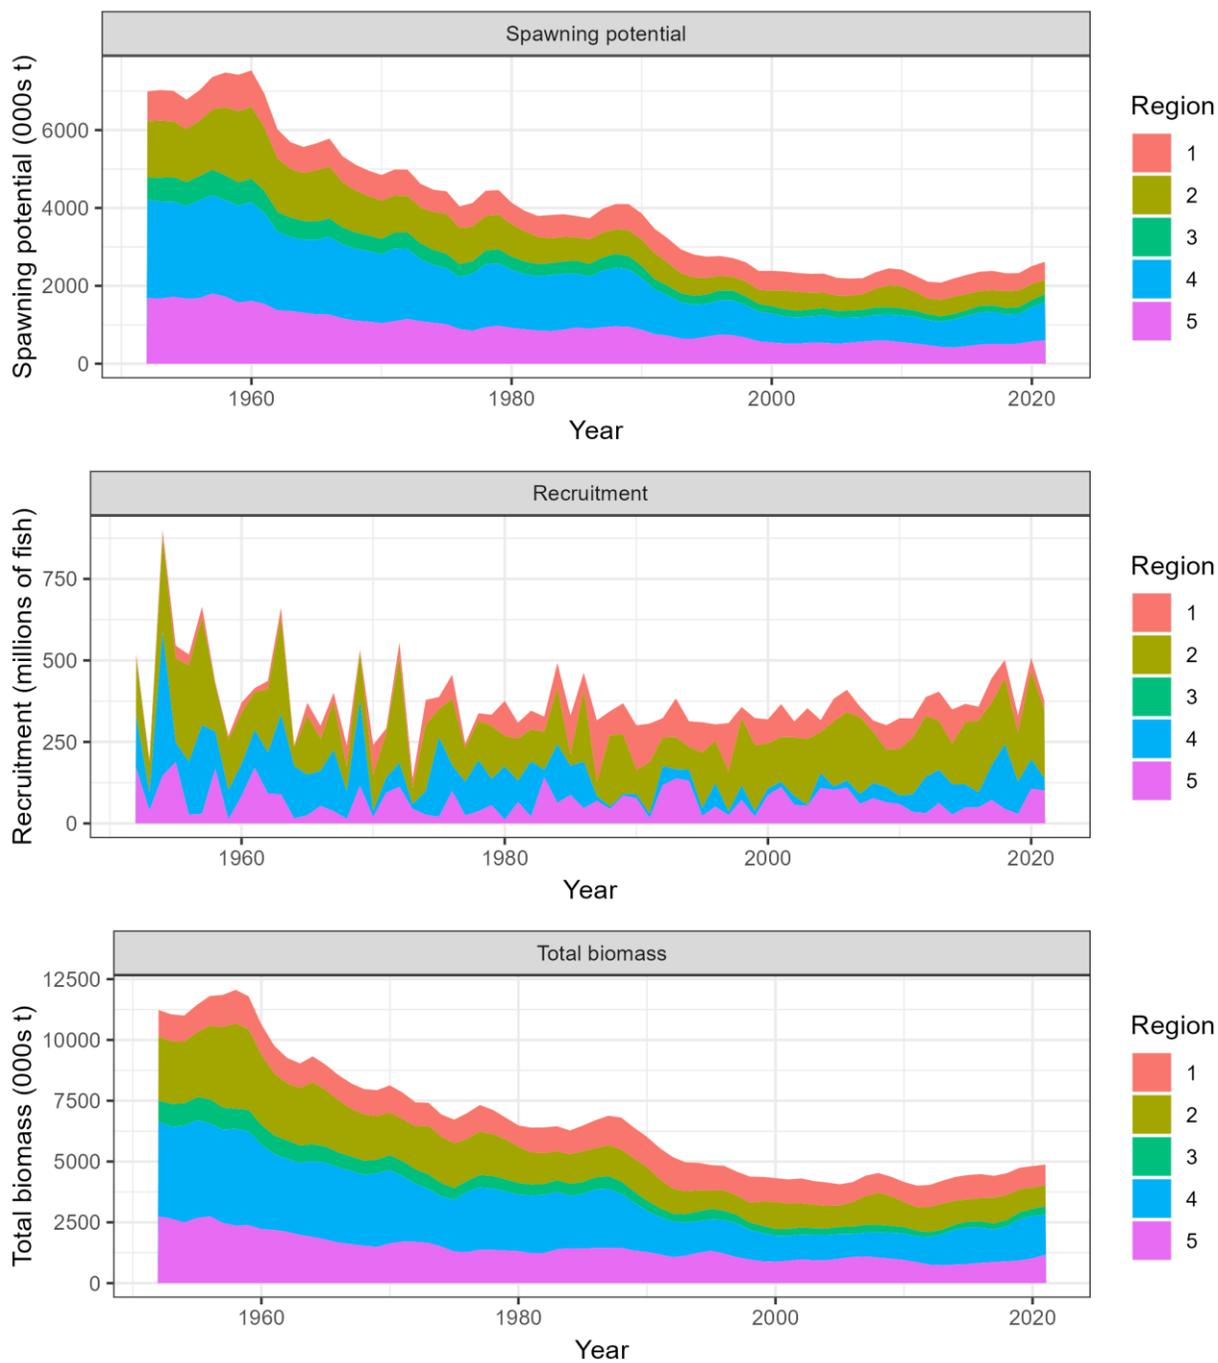 Spawning potential
Spawning potential (000s t)
6000
4000
2000
0
1960 1980 2000 2020
Year
Region
1
2
3
4
5
Recruitment
Recruitment (millions of fish)
750
500
250
0
1960 1980 2000 2020
Year
Region
1
2
3
4
5
Total biomass
Total biomass (000s t)
12500
10000
7500
5000
2500
0
1960 1980 2000 2020
Year
Region
1
2
3
4
5